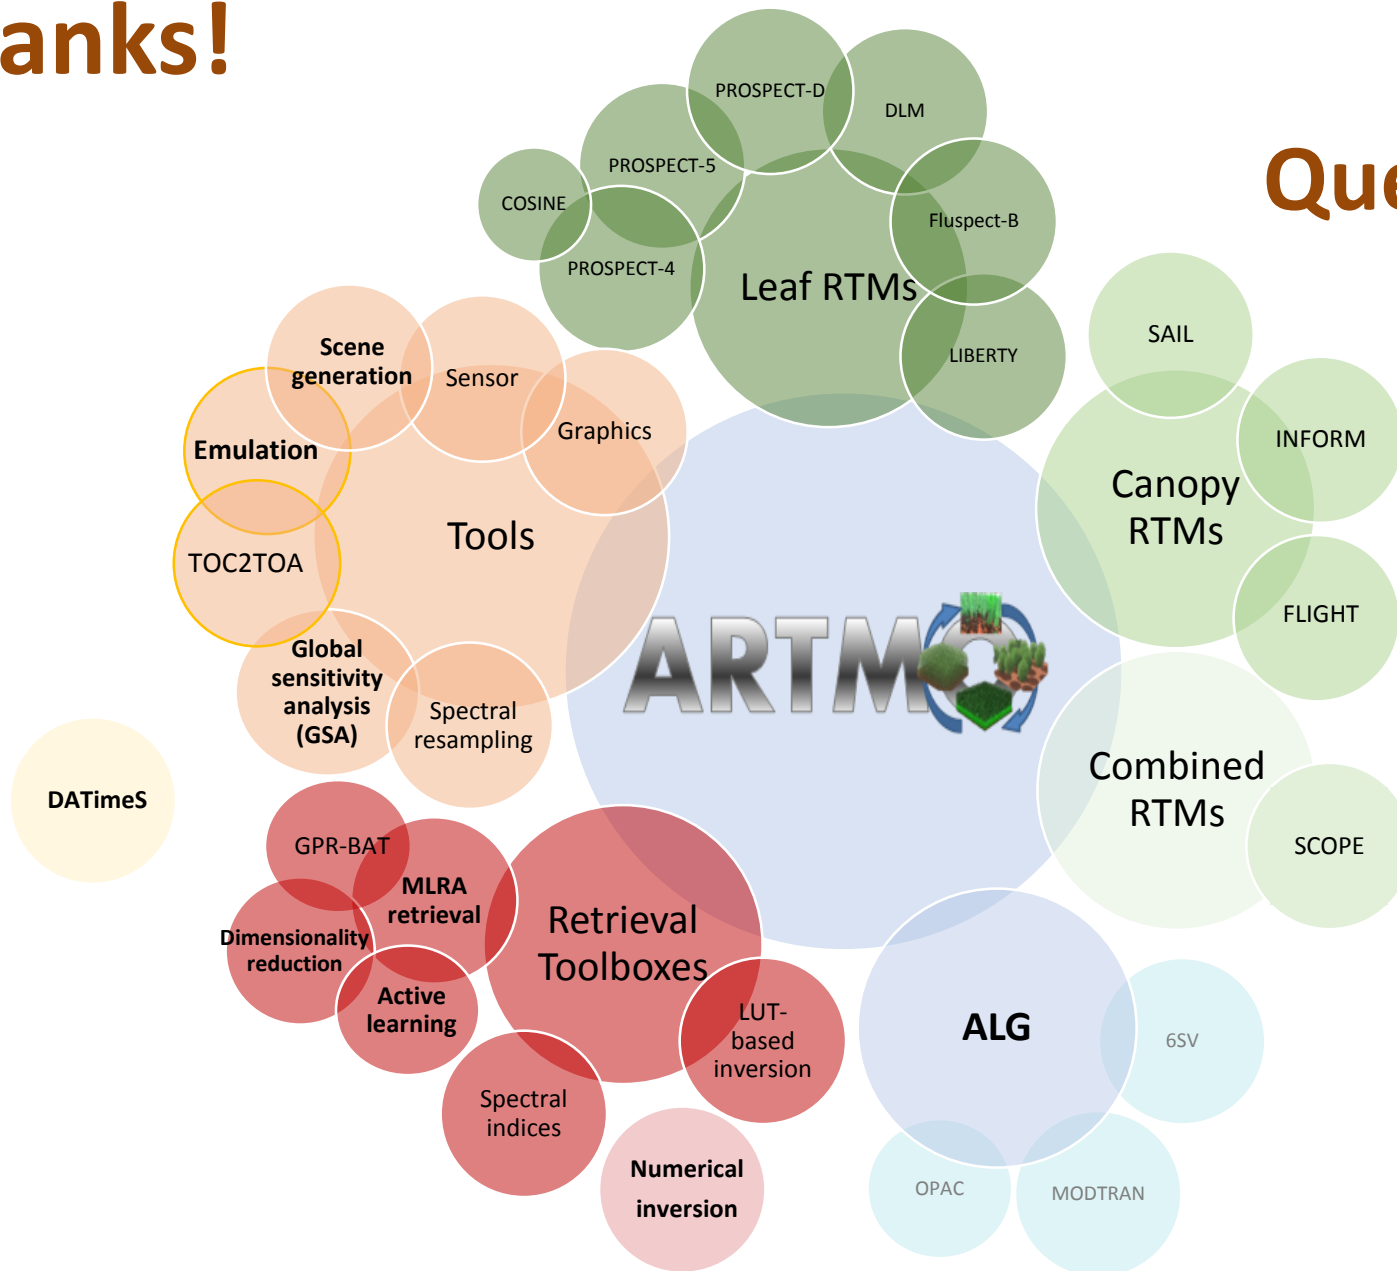 anks!
Que
PROSPECT-D
DLM
PROSPECT-5
COSINE
Fluspect-B
PROSPECT-4
Leaf RTMs
LIBERTY
SAIL
INFORM
Canopy
RTMs
FLIGHT
Scene
generation
Sensor
Graphics
Emulation
Tools
TOC2TOA
Global
sensitivity
analysis
(GSA)
Spectral
resampling
ARTMO
Combined
RTMs
SCOPE
DATimeS
GPR-BAT
MLRA
retrieval
Dimensionality
reduction
Active
learning
Retrieval
Toolboxes
LUT-
based
inversion
Spectral
indices
Numerical
inversion
ALG
6SV
OPAC
MODTRAN